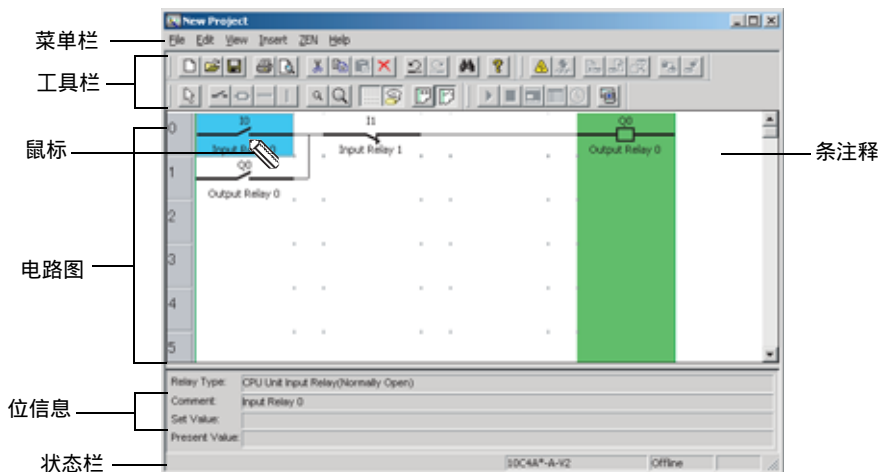 New Project
菜单栏
File Edit View Insert ZEN Help
工具栏
0
I0
I1
Q0
鼠标
Input Relay 1
Output Relay 0
条注释
1
Q0
Output Relay 0
2
电路图
3
4
5
Relay Type: CPU Unit Input Relay(Normally Open)
位信息
Comment: Input Relay 0
Set Value:
Present Value:
状态栏
10C4A*-A-V2
Offline